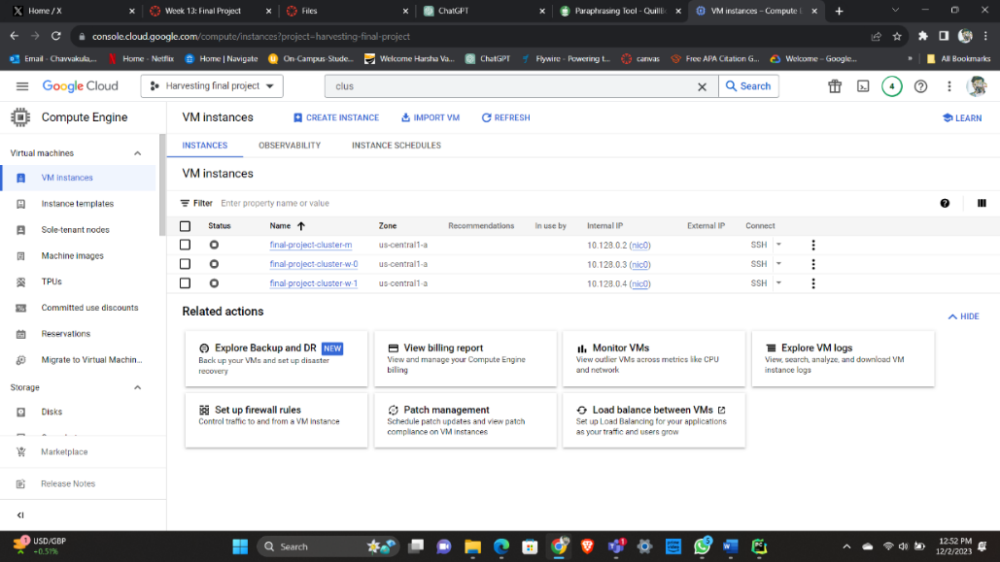 Home / X
Week 13: Final Project
Files
ChatGPT
Paraphrasing Tool - QuillB
VM instances – Compute E
console.cloud.google.com/compute/instances?project=harvesting-final-project
Email - Chavvakula,...
Home - Netflix
Home | Navigate
On-Campus-Stude...
Welcome Harsha Va...
ChatGPT
Flywire - Powering t...
canvas
Free APA Citation G...
Welcome – Google...
»
All Bookmarks
Google Cloud
Harvesting final project
clus
Search
4
Compute Engine
VM instances
CREATE INSTANCE
IMPORT VM
REFRESH
LEARN
Virtual machines
VM instances
Instance templates
Sole-tenant nodes
Machine images
TPUs
Committed use discounts
Reservations
Migrate to Virtual Machin...
Storage
Disks
Marketplace
Release Notes
INSTANCES
OBSERVABILITY
INSTANCE SCHEDULES
VM instances
Filter Enter property name or value
Status Name Zone Recommendations In use by Internal IP External IP Connect
final-project-cluster-m us-central1-a 10.128.0.2 (nic0) SSH
final-project-cluster-w-0 us-central1-a 10.128.0.3 (nic0) SSH
final-project-cluster-w-1 us-central1-a 10.128.0.4 (nic0) SSH
Related actions
HIDE
Explore Backup and DR NEW
Back up your VMs and set up disaster
recovery
View billing report
View and manage your Compute Engine
billing
Monitor VMs
View outlier VMs across metrics like CPU
and network
Explore VM logs
View, search, analyze, and download VM
instance logs
Set up firewall rules
Control traffic to and from a VM instance
Patch management
Schedule patch updates and view patch
compliance on VM instances
Load balance between VMs
Set up Load Balancing for your applications
as your traffic and users grow
1
USD/GBP
+0.51%
Search
1
5
12:52 PM
12/2/2023